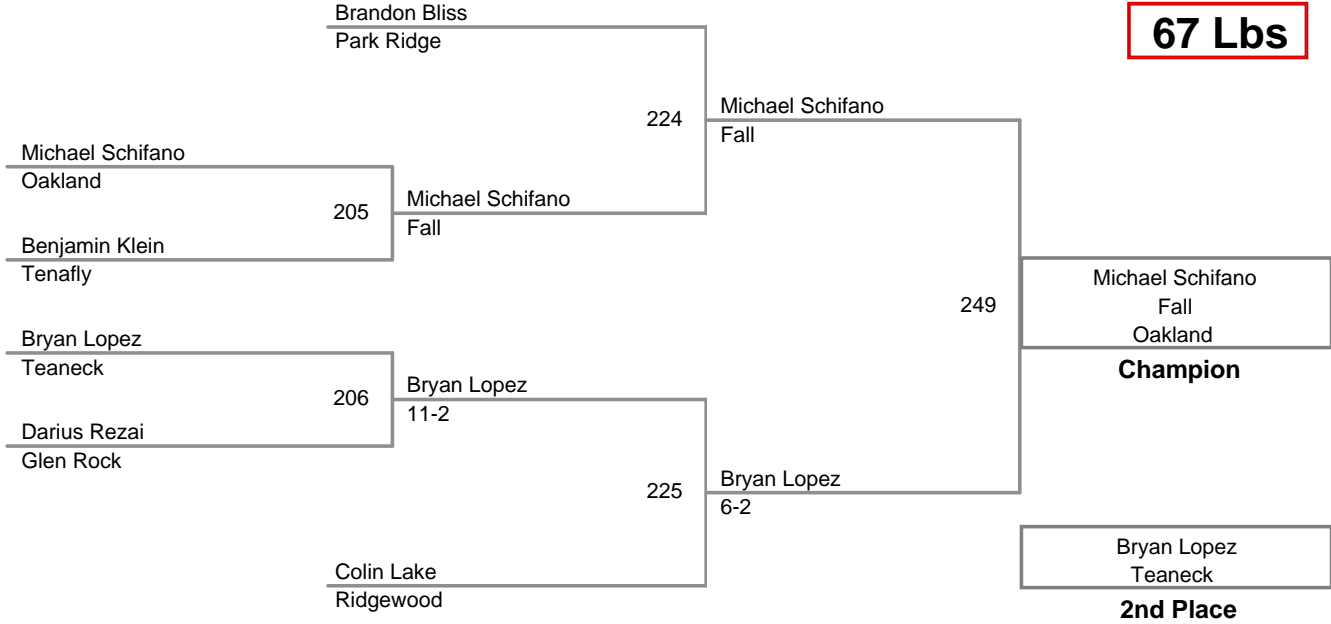 Brandon Bliss
Park Ridge
67 Lbs
224
Michael Schifano
Fall
Michael Schifano
Oakland
205
Michael Schifano
Fall
Benjamin Klein
Tenafly
249
Michael Schifano
Fall
Oakland
Champion
Bryan Lopez
Teaneck
206
Bryan Lopez
11-2
Darius Rezai
Glen Rock
225
Bryan Lopez
6-2
Colin Lake
Ridgewood
Bryan Lopez
Teaneck
2nd Place